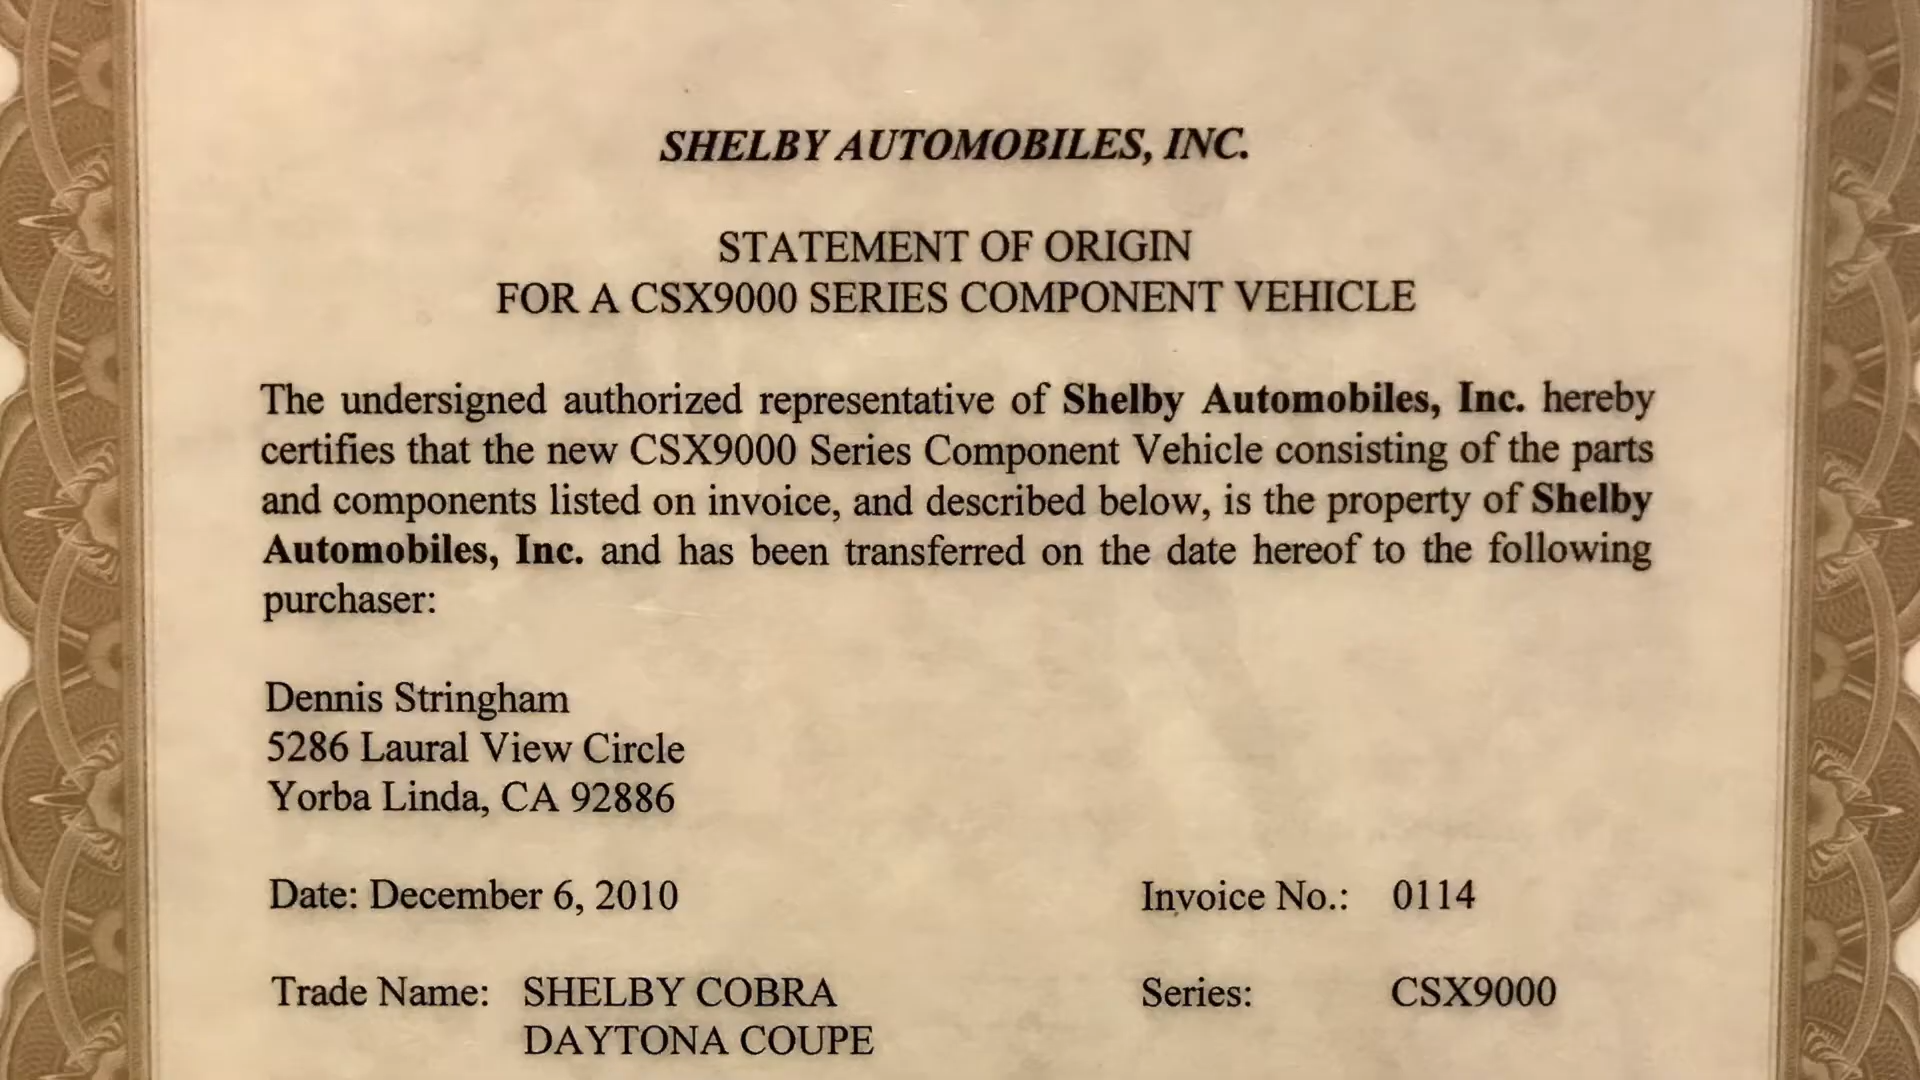 SHELBY AUTOMOBILES, INC.
STATEMENT OF ORIGIN
FOR A CSX9000 SERIES COMPONENT VEHICLE
The undersigned authorized representative of Shelby Automobiles, Inc. hereby
certifies that the new CSX9000 Series Component Vehicle consisting of the parts
and components listed on invoice, and described below, is the property of Shelby
Automobiles, Inc. and has been transferred on the date hereof to the following
purchaser:
Dennis Stringham
5286 Laural View Circle
Yorba Linda, CA 92886
Date: December 6, 2010 Invoice No.: 0114
Trade Name: SHELBY COBRA Series: CSX9000
DAYTONA COUPE